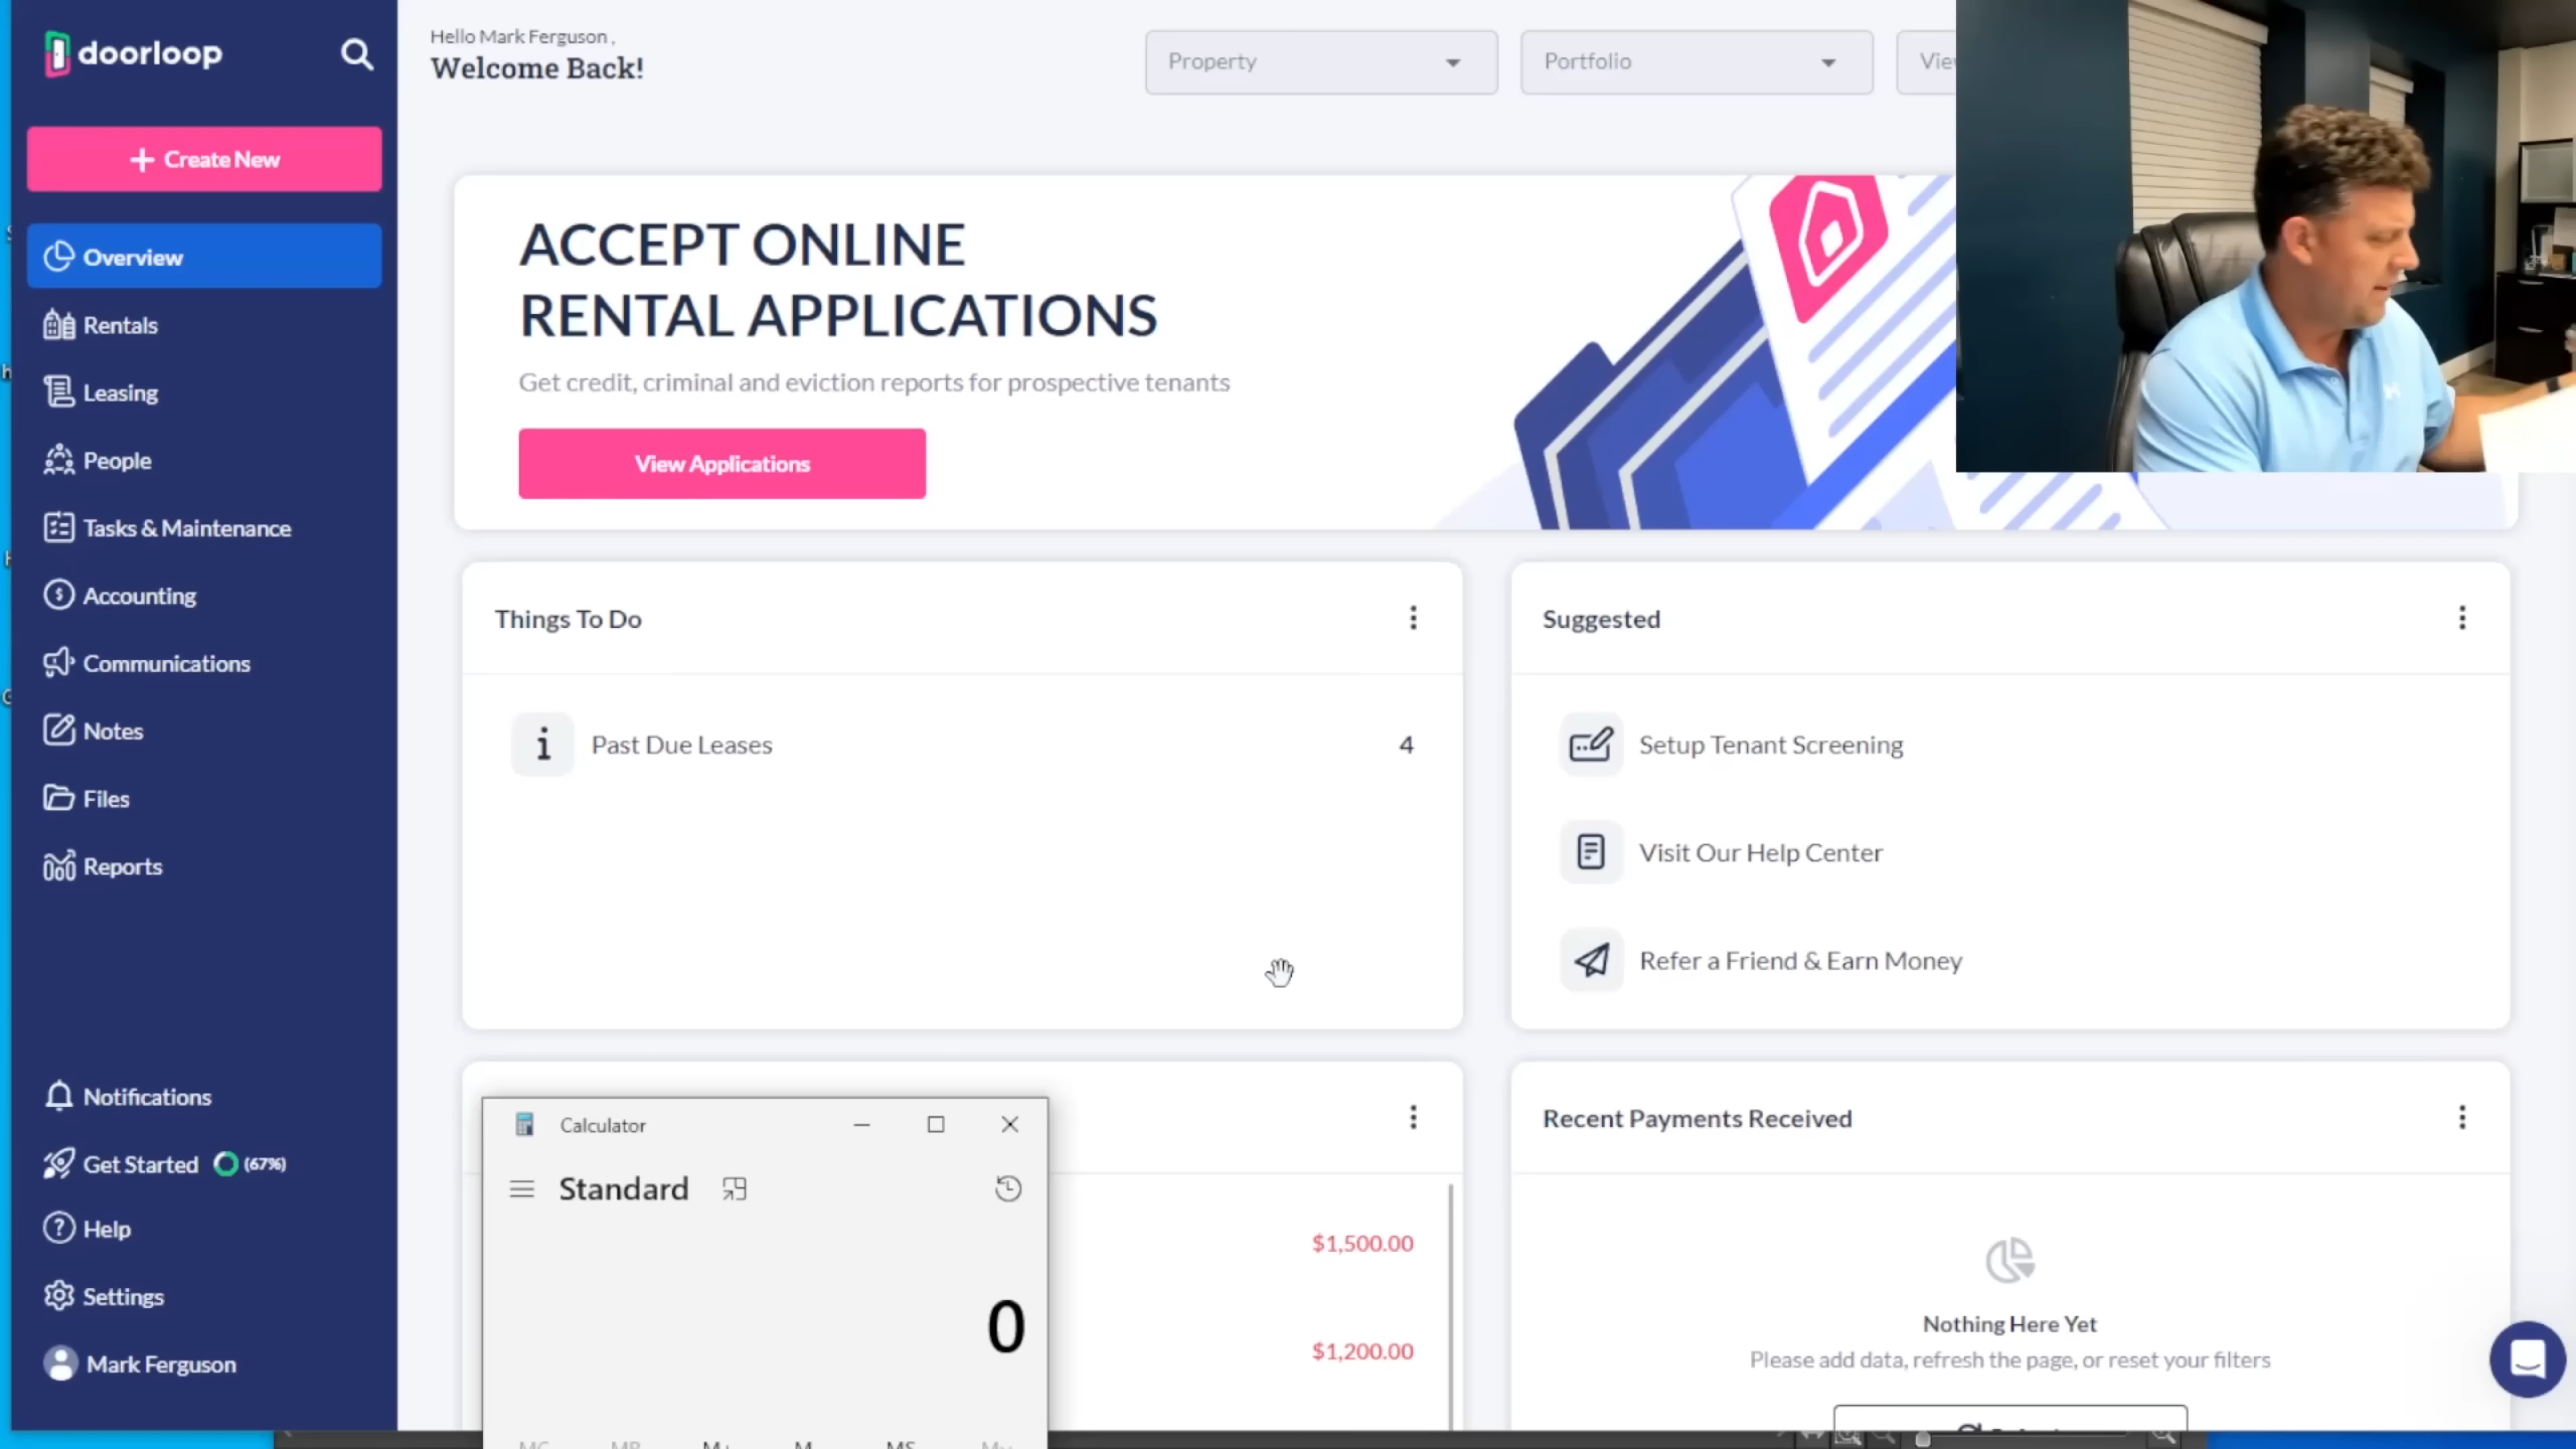 doorloop
Create New
Overview
Rentals
Leasing
People
Tasks & Maintenance
Accounting
Communications
Notes
Files
Reports
Notifications
Get Started (67%)
Help
Settings
Mark Ferguson
Hello Mark Ferguson ,
Welcome Back!
Property
Portfolio
ACCEPT ONLINE
RENTAL APPLICATIONS
Get credit, criminal and eviction reports for prospective tenants
View Applications
Things To Do
Past Due Leases 4
Suggested
Setup Tenant Screening
Visit Our Help Center
Refer a Friend & Earn Money
Calculator
Standard
0
$1,500.00
$1,200.00
Recent Payments Received
Nothing Here Yet
Please add data, refresh the page, or reset your filters